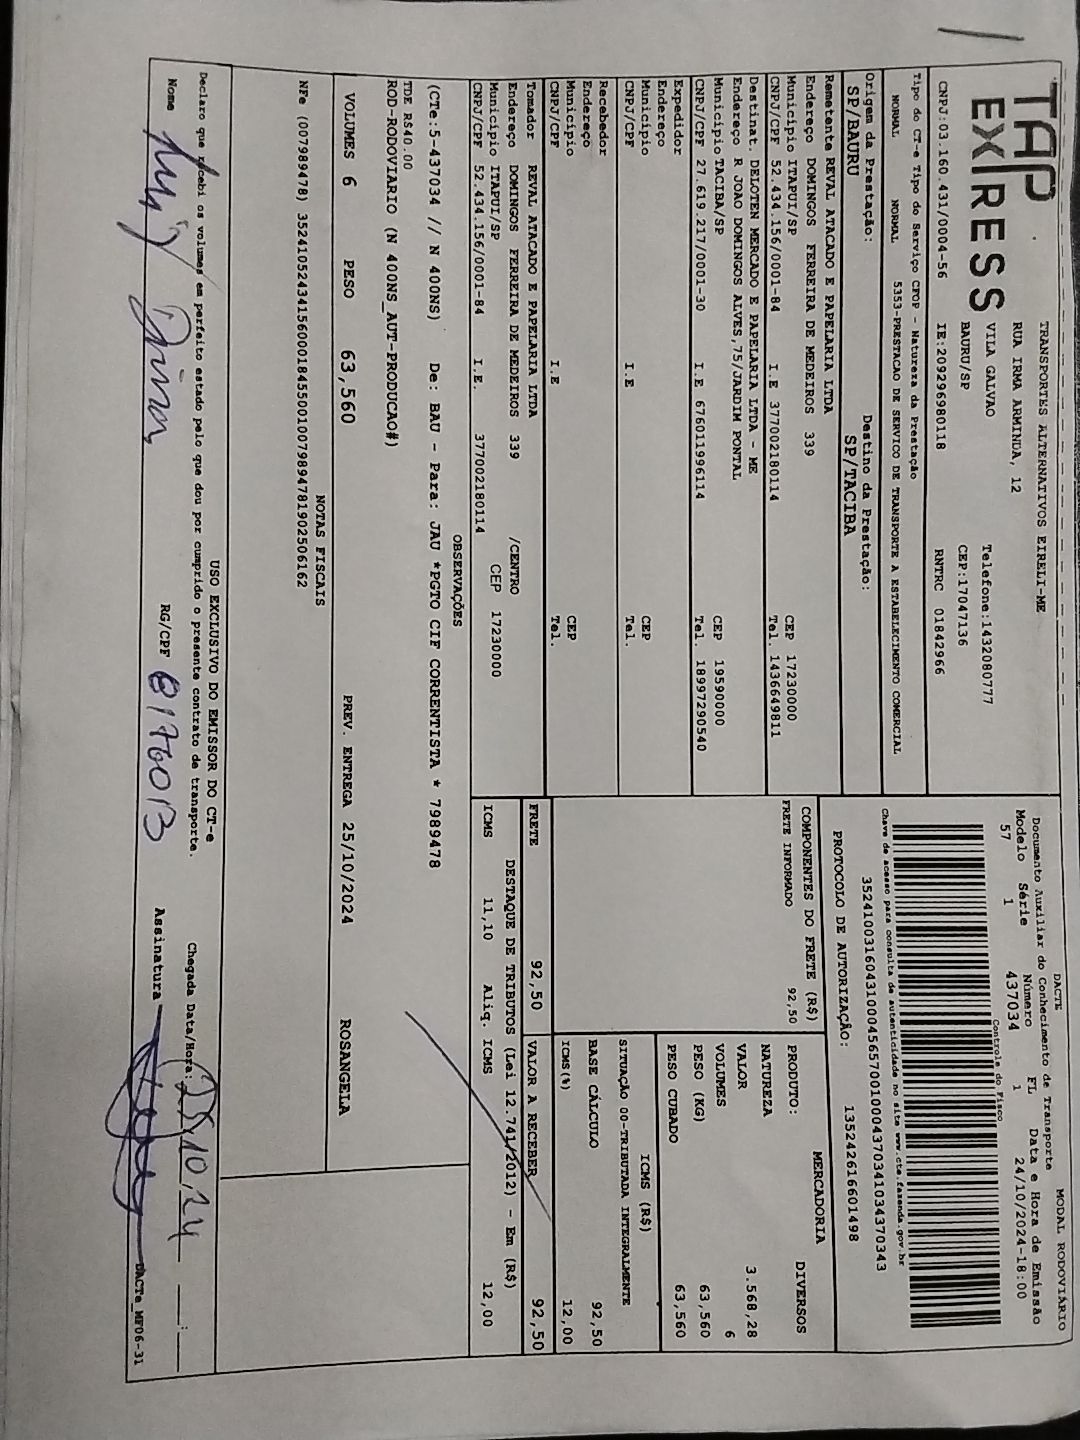 TAP
EXPRESS
TRANSPORTES ALTERNATIVOS EIRELI-ME
RUA IRMA ARMINDA, 12
VILA GALVAO Telefone:1432080777
BAURU/SP CEP:17047136
CNPJ:03.160.431/0004-56 IE:209296980118 RNTRC 01842966
DACTE MODAL RODOVIÁRIO
Documento Auxiliar do Conhecimento de Transporte
Modelo Série Número FL Data e Hora de Emissão
57 1 437034 1 24/10/2024-18:00
Controle do Fisco
Chave de acesso para consulta de autenticidade no site www.cte.fazenda.gov.br
PROTOCOLO DE AUTORIZAÇÃO: 135242616601498
Tipo do CT-e Tipo do Serviço CFOP - Natureza da Prestação
NORMAL NORMAL 5353-PRESTACAO DE SERVICO DE TRANSPORTE A ESTABELECIMENTO COMERCIAL
Origem da Prestação: Destino da Prestação:
SP/BAURU SP/TACIBA
Remetente REVAL ATACADO E PAPELARIA LTDA
Endereço DOMINGOS FERREIRA DE MEDEIROS 339
Municipio ITAPUI/SP CEP 17230000
CNPJ/CPF 52.434.156/0001-84 I.E 377002180114 Tel. 1436649811
Destinat. DELOTEN MERCADO E PAPELARIA LTDA - ME
Endereço R JOAO DOMINGOS ALVES,75/JARDIM PONTAL
Municipio TACIBA/SP CEP 19590000
CNPJ/CPF 27.619.217/0001-30 I.E 676011996114 Tel. 18997290540
Expedidor
Endereço
Municipio CEP
CNPJ/CPF I.E Tel.
Recebedor
Endereço
Municipio CEP
CNPJ/CPF I.E Tel.
Tomador REVAL ATACADO E PAPELARIA LTDA
Endereço DOMINGOS FERREIRA DE MEDEIROS 339 /CENTRO
Municipio ITAPUI/SP CEP 17230000
CNPJ/CPF 52.434.156/0001-84 I.E. 377002180114
COMPONENTES DO FRETE (R$)
FRETE INFORMADO 92,50
PRODUTO: MERCADORIA
NATUREZA DIVERSOS
VALOR 3.568,28
VOLUMES 6
PESO (KG) 63,560
PESO CUBADO 63,560
ICMS (R$)
SITUAÇÃO 00-TRIBUTADA INTEGRALMENTE
BASE CÁLCULO 92,50
ICMS(%) 12,00
FRETE 92,50 VALOR A RECEBER 92,50
DESTAQUE DE TRIBUTOS (Lei 12.741/2012) - Em (R$)
ICMS 11,10 Aliq. ICMS 12,00
OBSERVAÇÕES
(CTe:5-437034 // N 400NS) De: BAU - Para: JAU *PGTO CIF CORRENTISTA * 7989478
TDE R$40.00
ROD-RODOVIARIO (N 400NS_AUT-PRODUCAO#)
VOLUMES 6 PESO 63,560 PREV. ENTREGA 25/10/2024 ROSANGELA
NOTAS FISCAIS
NFe (007989478) 35241052434156000184550010079894781902506162
USO EXCLUSIVO DO EMISSOR DO CT-e
Declaro que recebi os volumes em perfeito estado pelo que dou por cumprido o presente contrato de transporte.
Chegada Data/Hora: 25,10,24 __:__
Nome RG/CPF Assinatura
DACTe_MF06-31